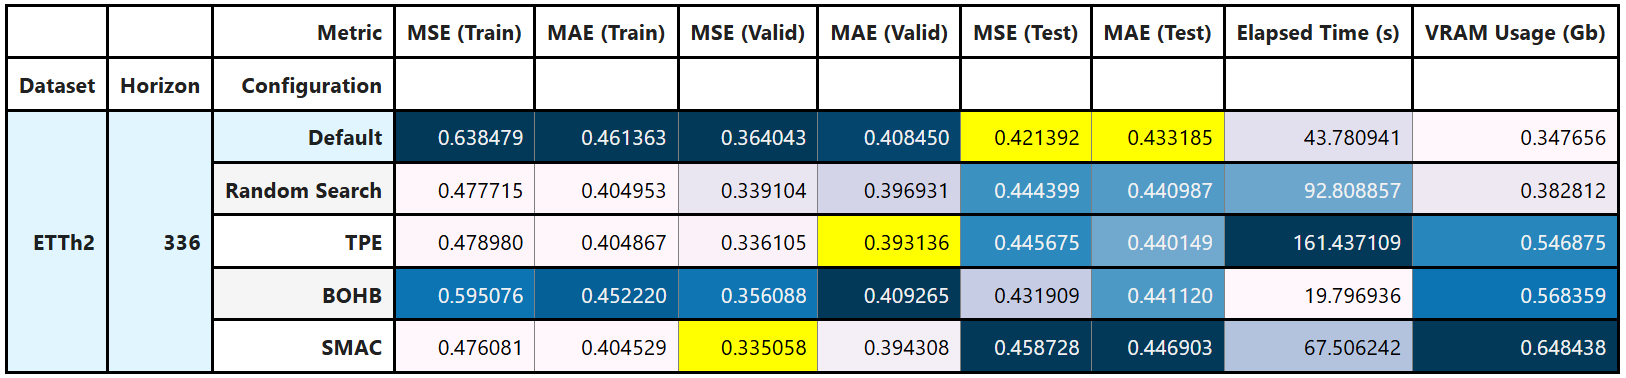 Metric MSE (Train) MAE (Train) MSE (Valid) MAE (Valid) MSE (Test) MAE (Test) Elapsed Time (s) VRAM Usage (Gb)
Dataset Horizon Configuration
Default 0.638479 0.461363 0.364043 0.408450 0.421392 0.433185 43.780941 0.347656
Random Search 0.477715 0.404953 0.339104 0.396931 0.444399 0.440987 92.808857 0.382812
ETTh2 336 TPE 0.478980 0.404867 0.336105 0.393136 0.445675 0.440149 161.437109 0.546875
BOHB 0.595076 0.452220 0.356088 0.409265 0.431909 0.441120 19.796936 0.568359
SMAC 0.476081 0.404529 0.335058 0.394308 0.458728 0.446903 67.506242 0.648438